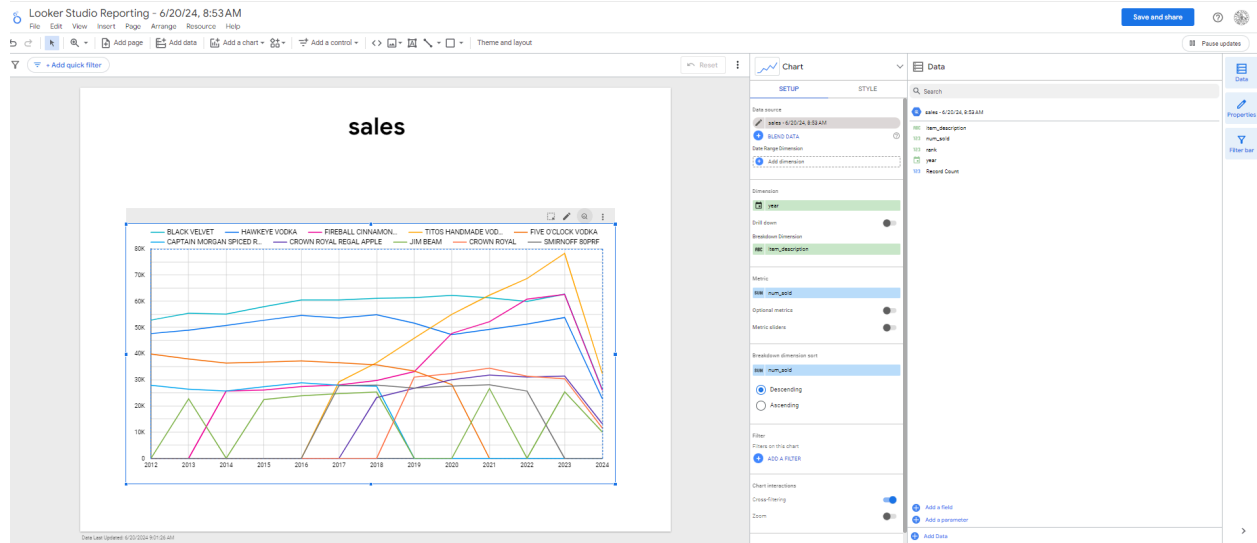 Looker Studio Reporting - 6/20/24, 8:53 AM
File Edit View Insert Page Arrange Resource Help
Save and share
Add page Add data Add a chart Add a control Theme and layout
Pause updates
+ Add quick filter
Reset
Chart
Data
SETUP STYLE
Search
Data source
sales - 6/20/24, 8:53 AM
BLEND DATA
Date Range Dimension
Add dimension
Dimension
year
Drill down
Breakdown Dimension
ABC item_description
Metric
SUM num_sold
Optional metrics
Metric sliders
Breakdown dimension sort
SUM num_sold
Descending
Ascending
Filter
Filters on this chart
ADD A FILTER
Chart interactions
Cross-filtering
Zoom
sales - 6/20/24, 8:53 AM
ABC item_description
123 num_sold
123 rank
year
123 Record Count
Add a field
Add a parameter
Add Data
Data
Properties
Filter bar
sales
BLACK VELVET HAWKEYE VODKA FIREBALL CINNAMON... TITOS HANDMADE VOD... FIVE O'CLOCK VODKA
CAPTAIN MORGAN SPICED R... CROWN ROYAL REGAL APPLE JIM BEAM CROWN ROYAL SMIRNOFF 80PRF
80K
70K
60K
50K
40K
30K
20K
10K
0
2012 2013 2014 2015 2016 2017 2018 2019 2020 2021 2022 2023 2024
Data Last Updated: 6/20/2024 9:01:26 AM